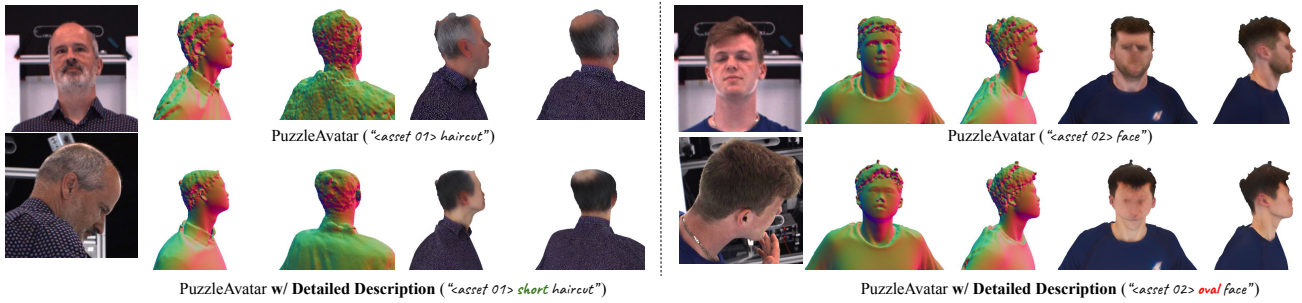 PuzzleAvatar (“<asset 01> haircut”)
PuzzleAvatar w/ Detailed Description (“<asset 01> short haircut”)
PuzzleAvatar (“<asset 02> face”)
PuzzleAvatar w/ Detailed Description (“<asset 02> oval face”)